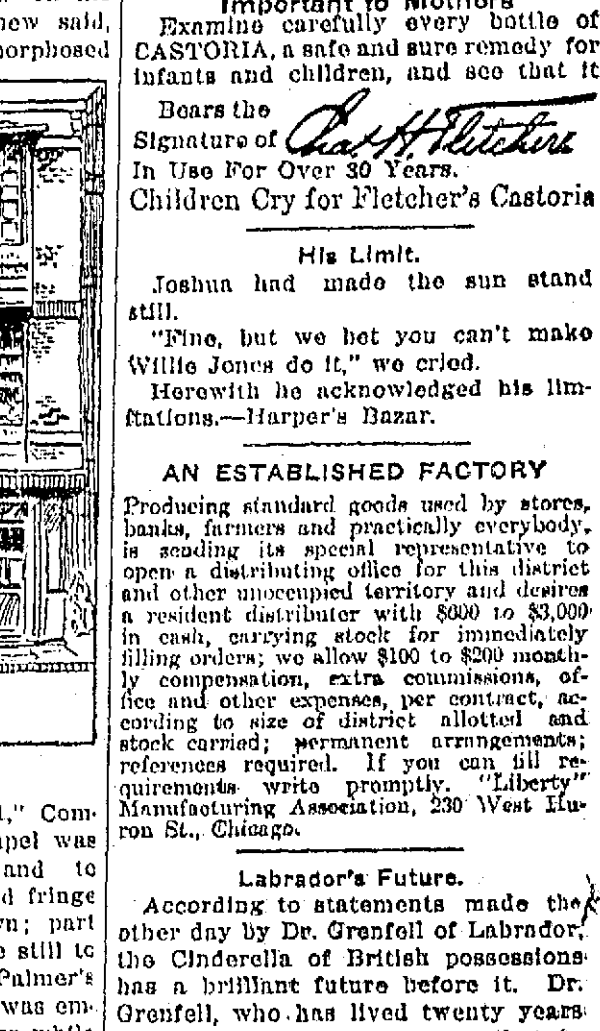 new said,
norphosed
," Com-
apel was
and to
d fringe
wn; part
still to
Palmer's
was em-
while
Important to Mothers
Examine carefully every bottle of
CASTORIA, a safe and sure remedy for
infants and children, and see that it
Bears the
Signature of Chas H Fletcher
In Use For Over 30 Years.
Children Cry for Fletcher's Castoria
His Limit.
Joshua had made the sun stand
still.
"Fine, but we bet you can't make
Willie Jones do it," we cried.
Herewith he acknowledged his lim-
itations.—Harper's Bazar.
AN ESTABLISHED FACTORY
Producing standard goods used by stores,
banks, farmers and practically everybody,
is sending its special representative to
open a distributing office for this district
and other unoccupied territory and desires
a resident distributer with $600 to $3,000
in cash, carrying stock for immediately
filling orders; we allow $100 to $200 month-
ly compensation, extra commissions, of-
fice and other expenses, per contract, ac-
cording to size of district allotted and
stock carried; permanent arrangements;
references required. If you can fill re-
quirements write promptly. "Liberty"
Manufacturing Association, 230 West Hu-
ron St., Chicago.
Labrador's Future.
According to statements made the
other day by Dr. Grenfell of Labrador,
the Cinderella of British possessions
has a brilliant future before it. Dr.
Grenfell, who has lived twenty years